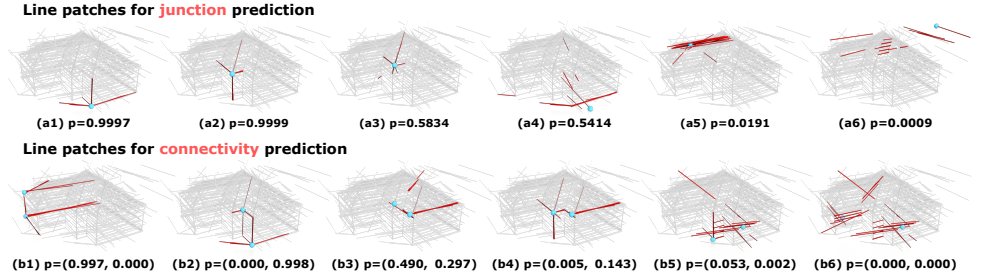 Line patches for junction prediction
(a1) p=0.9997 (a2) p=0.9999 (a3) p=0.5834 (a4) p=0.5414 (a5) p=0.0191 (a6) p=0.0009
Line patches for connectivity prediction
(b1) p=(0.997, 0.000) (b2) p=(0.000, 0.998) (b3) p=(0.490, 0.297) (b4) p=(0.005, 0.143) (b5) p=(0.053, 0.002) (b6) p=(0.000, 0.000)